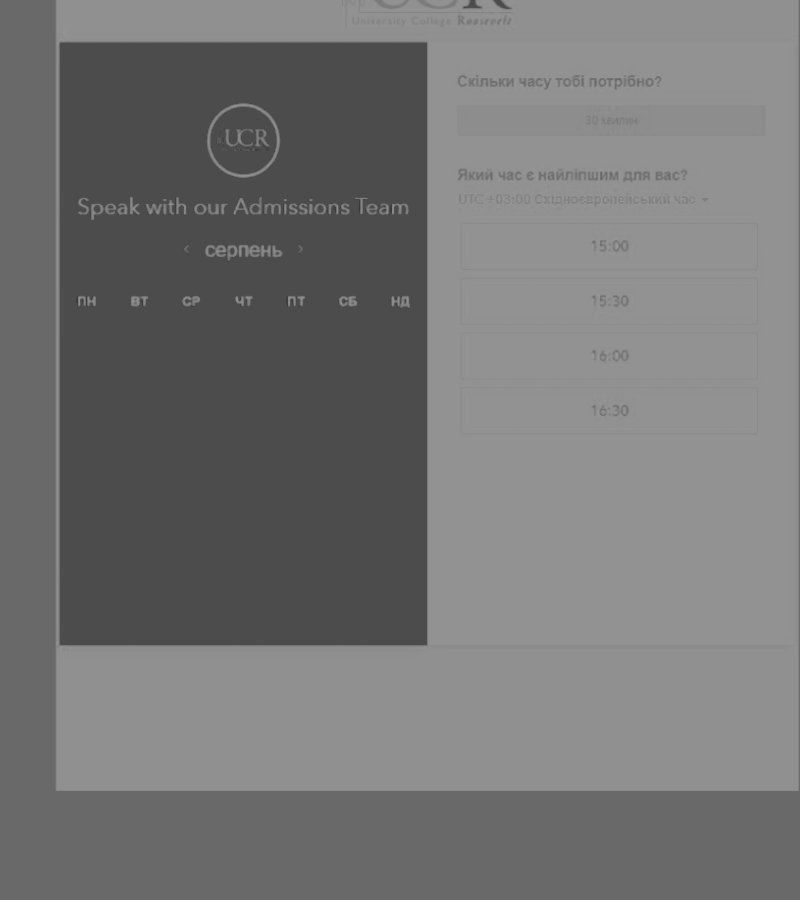 UCR
University College Roosevelt
UCR
Speak with our Admissions Team
‹ серпень ›
ПН ВТ СР ЧТ ПТ СБ НД
Скільки часу тобі потрібно?
30 хвилин
Який час є найліпшим для вас?
UTC +03:00 Східноєвропейський час
15:00
15:30
16:00
16:30